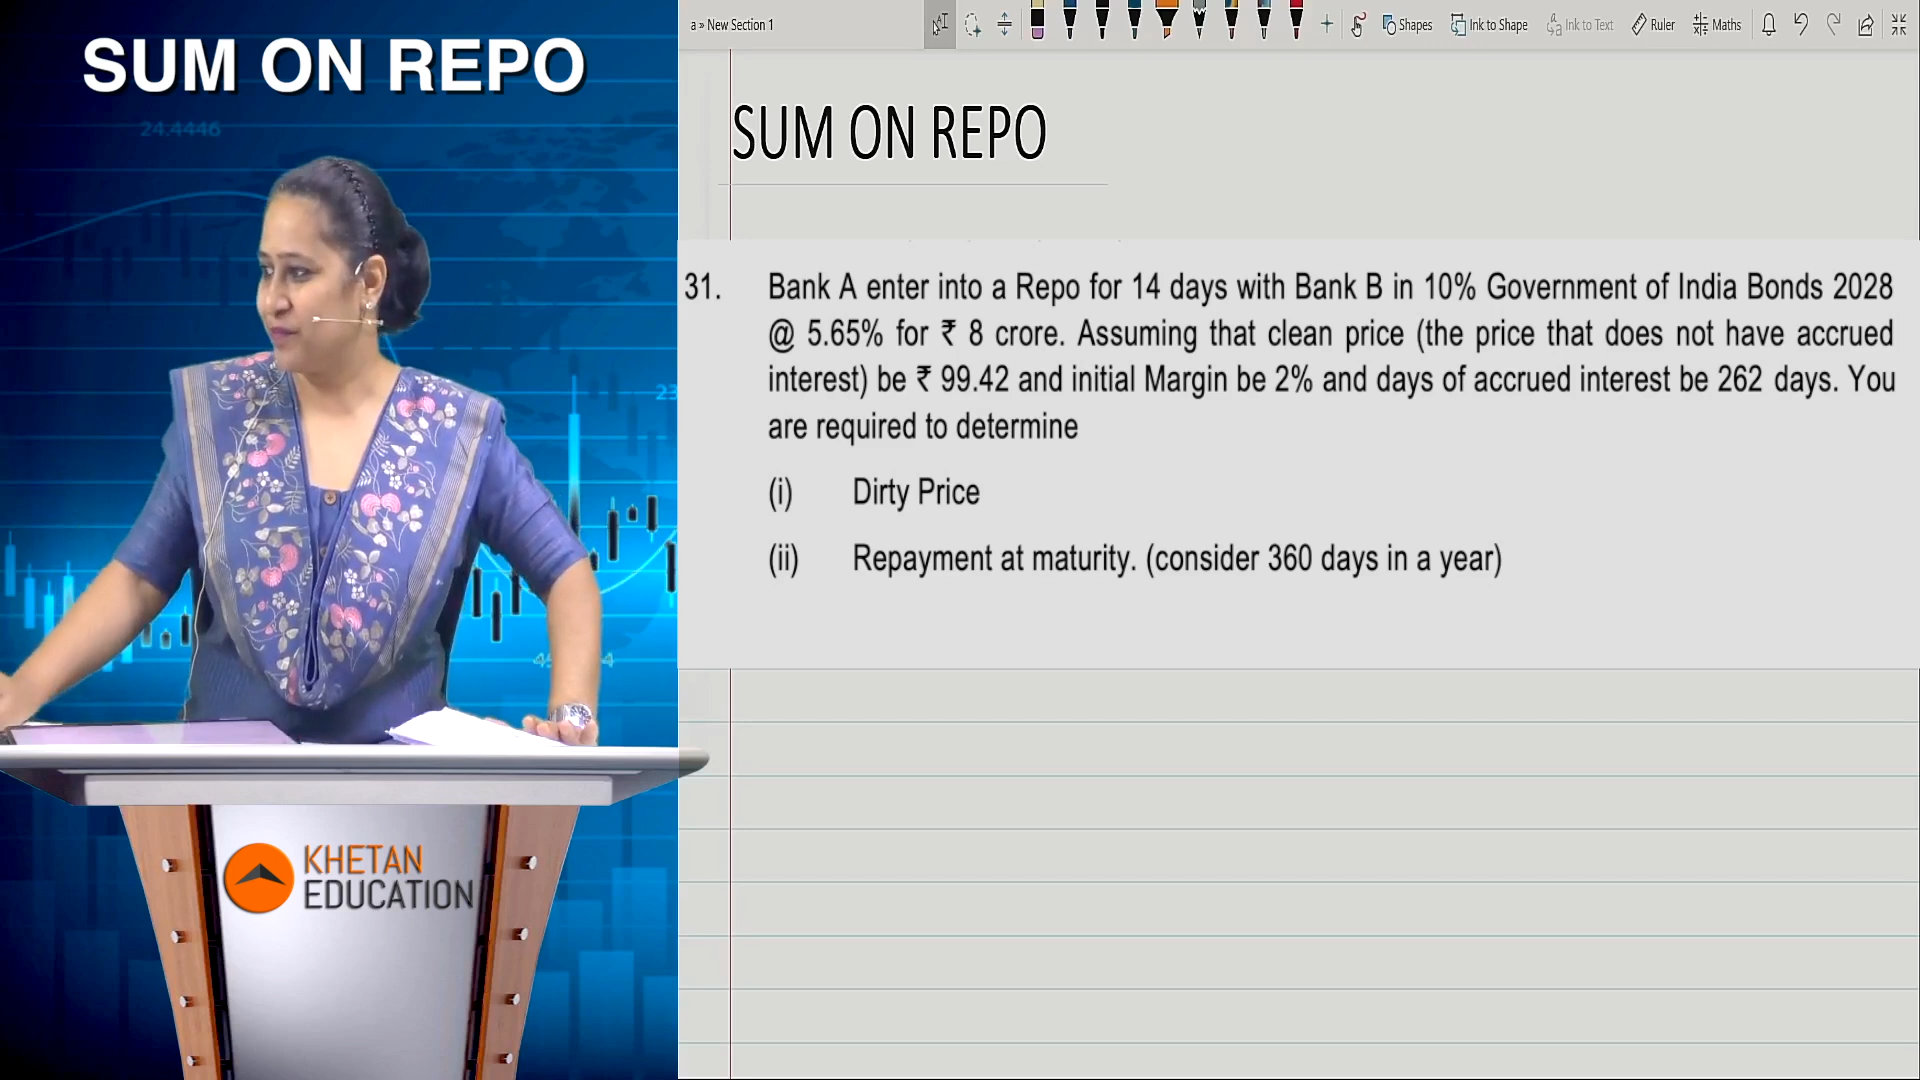 SUM ON REPO
24.4446
23
a » New Section 1
Shapes
Ink to Shape
Ink to Text
Ruler
Maths
SUM ON REPO
31. Bank A enter into a Repo for 14 days with Bank B in 10% Government of India Bonds 2028
@ 5.65% for ₹ 8 crore. Assuming that clean price (the price that does not have accrued
interest) be ₹ 99.42 and initial Margin be 2% and days of accrued interest be 262 days. You
are required to determine
(i) Dirty Price
(ii) Repayment at maturity. (consider 360 days in a year)
KHETAN
EDUCATION